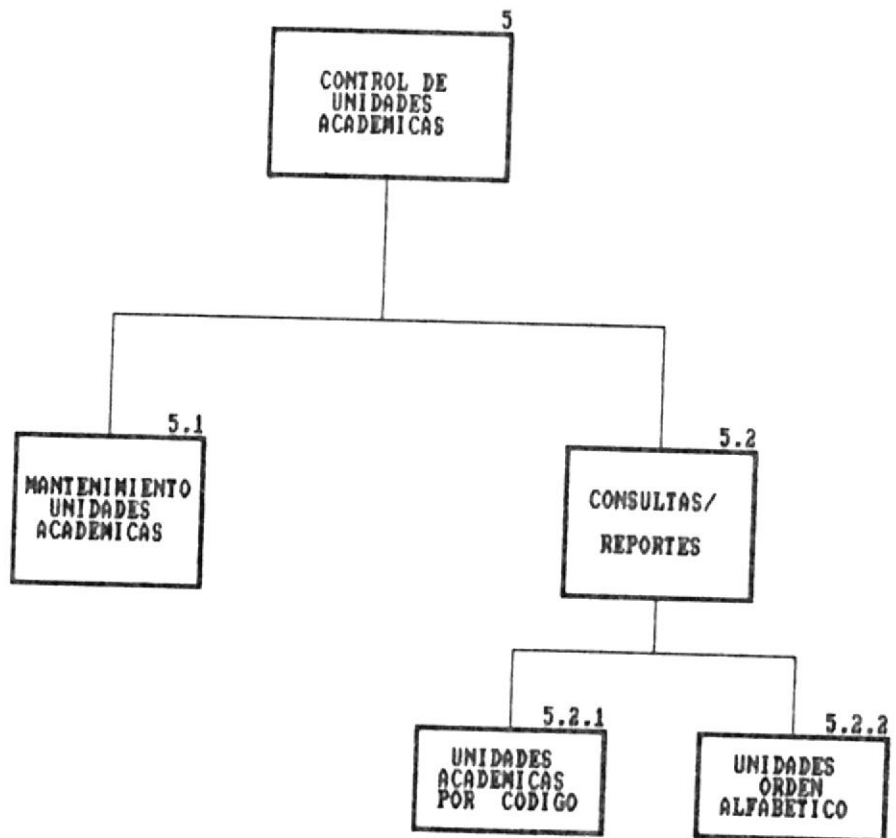 5
CONTROL DE
UNIDADES
ACADEMICAS
5.1
MANTENIMIENTO
UNIDADES
ACADEMICAS
5.2
CONSULTAS/
REPORTES
5.2.1
UNIDADES
ACADEMICAS
POR CODIGO
5.2.2
UNIDADES
ORDEN
ALFABETICO